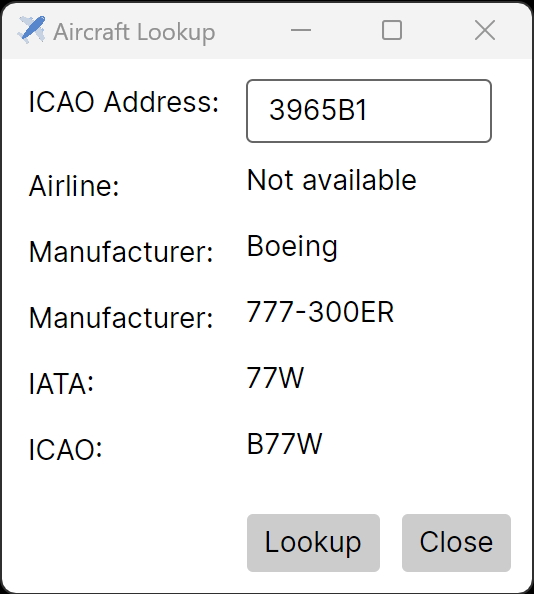 Aircraft Lookup
ICAO Address: 3965B1
Airline: Not available
Manufacturer: Boeing
Manufacturer: 777-300ER
IATA: 77W
ICAO: B77W
Lookup Close